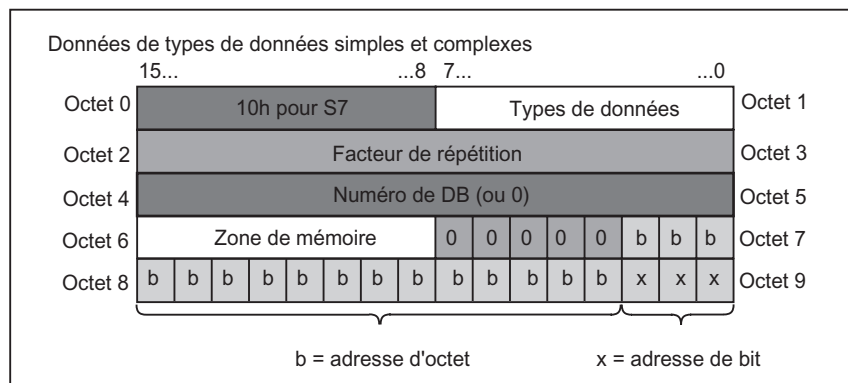 Données de types de données simples et complexes
15... ...8 7... ...0
Octet 0 10h pour S7 Types de données Octet 1
Octet 2 Facteur de répétition Octet 3
Octet 4 Numéro de DB (ou 0) Octet 5
Octet 6 Zone de mémoire 0 0 0 0 0 b b b Octet 7
Octet 8 b b b b b b b b b b b b b x x x Octet 9
b = adresse d'octet x = adresse de bit